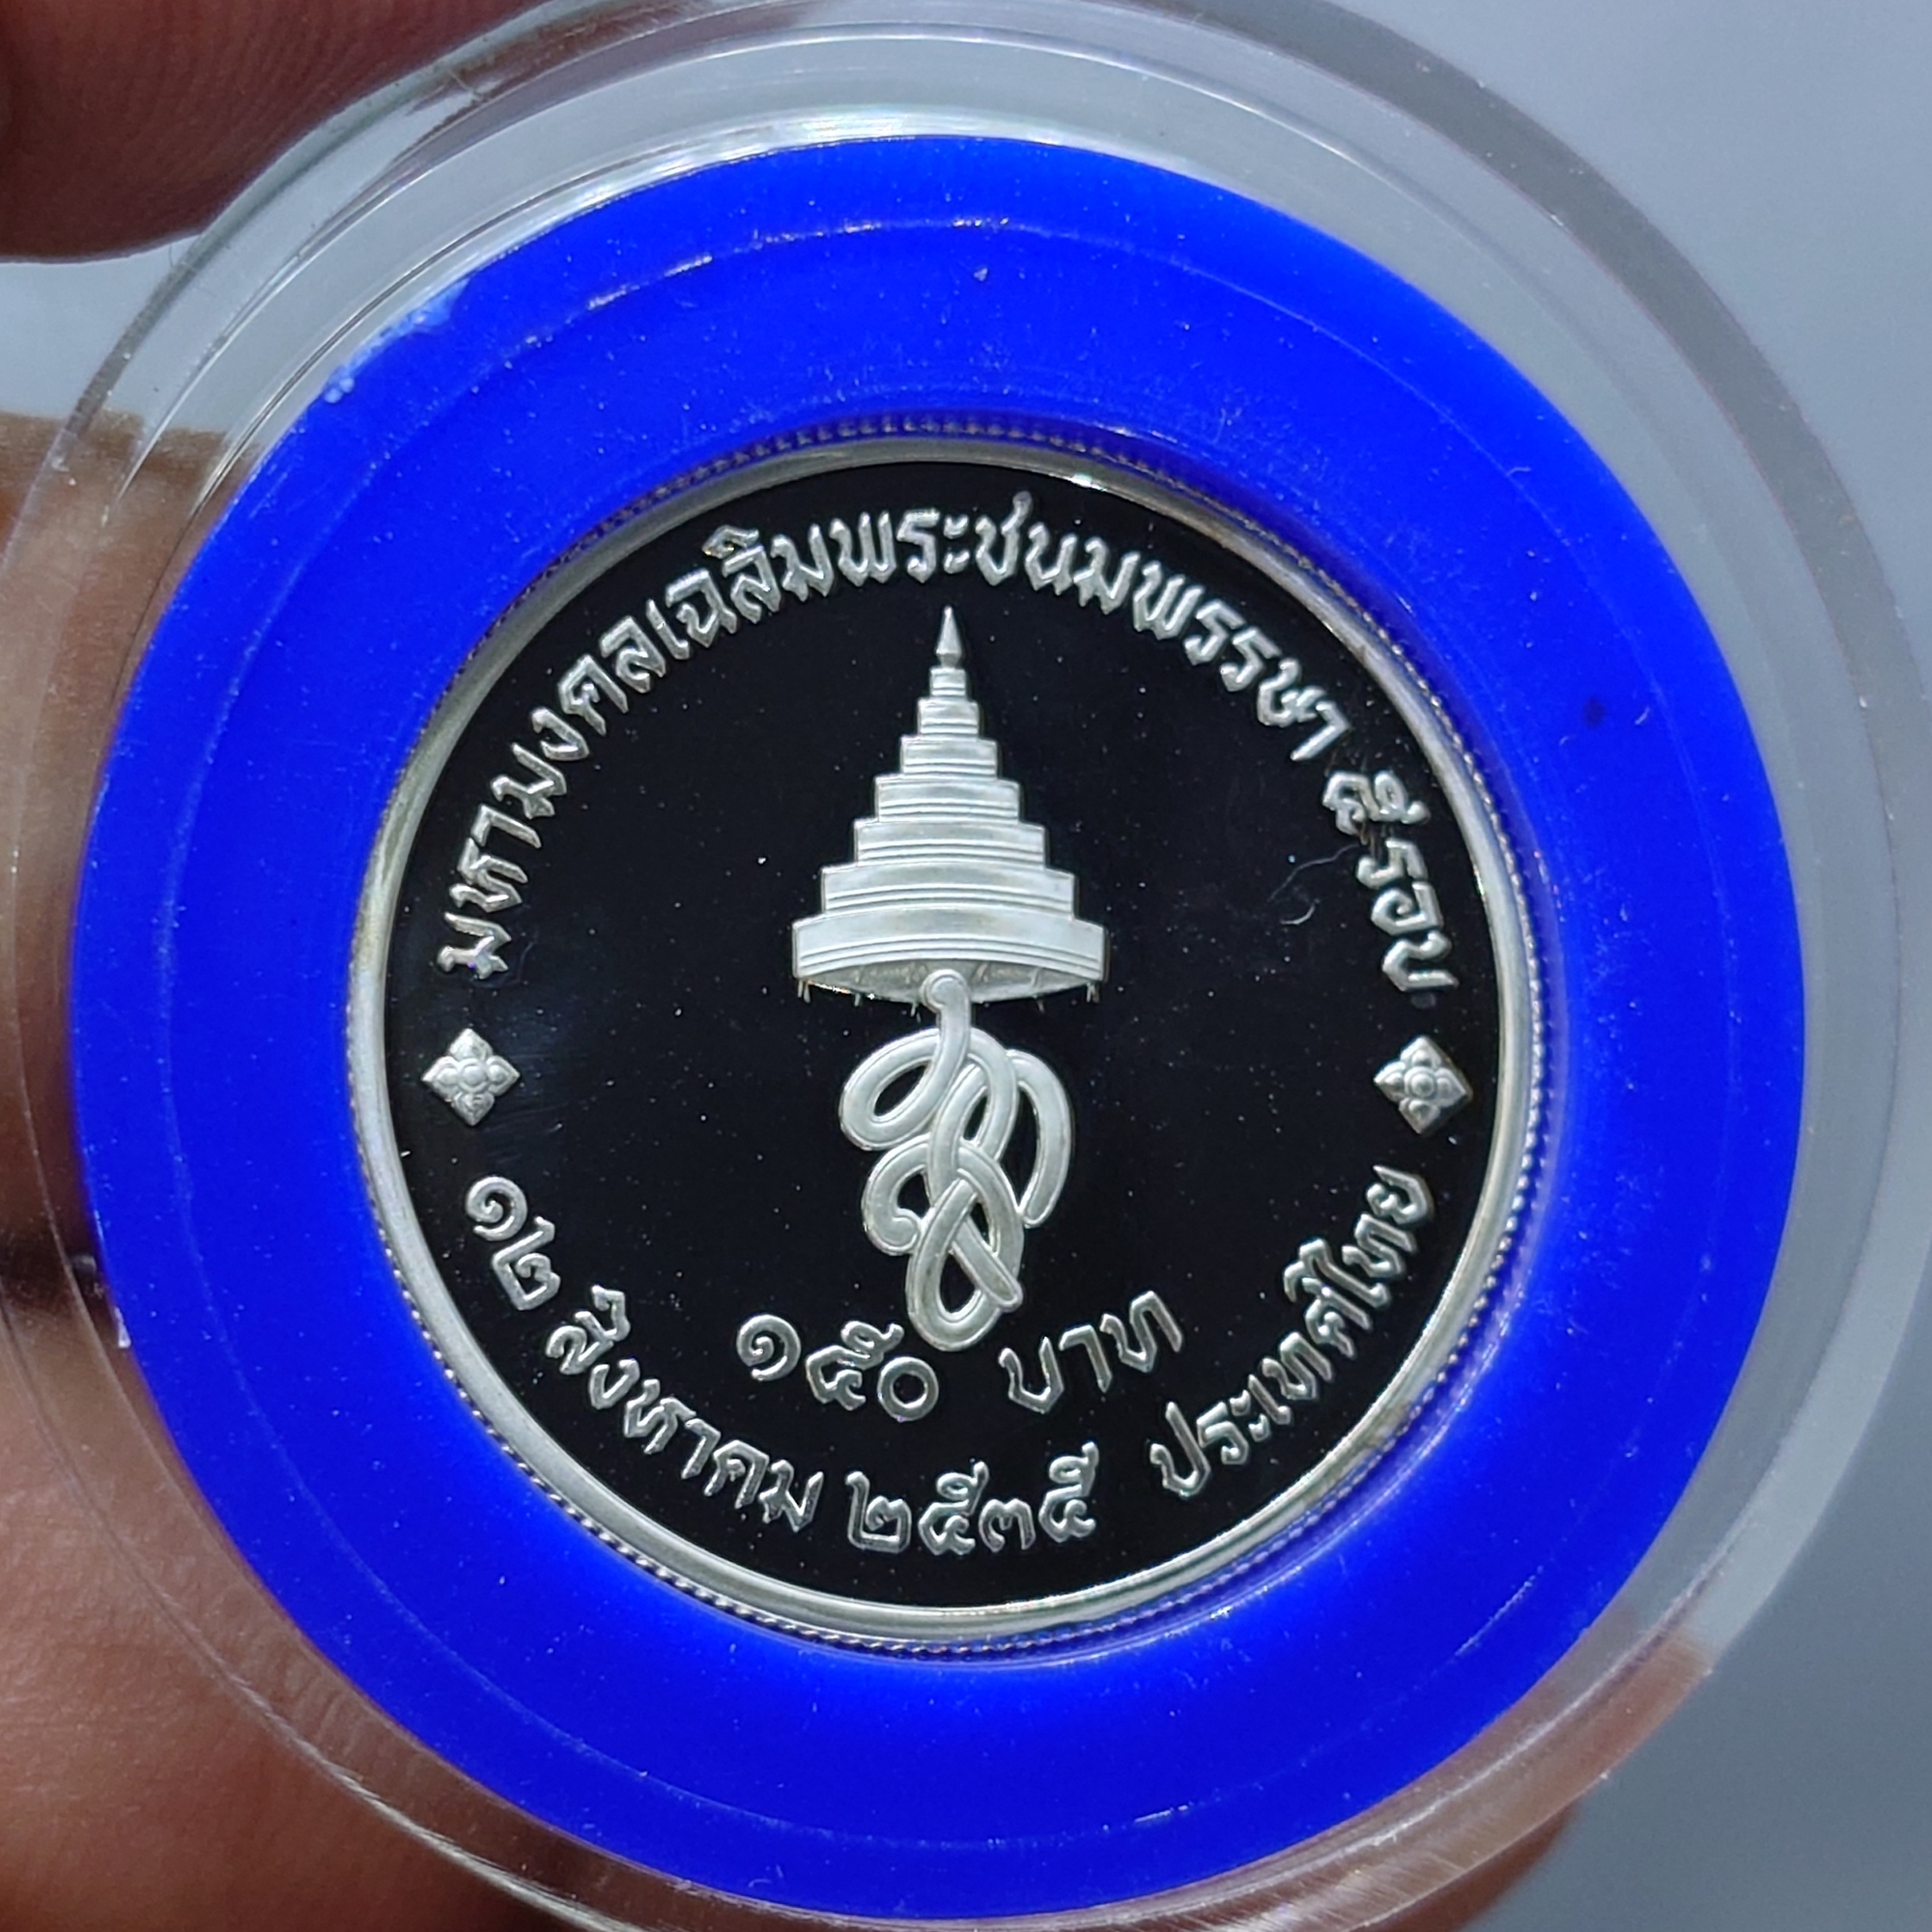 มหามงคลเฉลิมพระชนมพรรษา ๕ รอบ
๑๕๐ บาท
๑๒ สิงหาคม ๒๕๓๕ ประเทศไทย